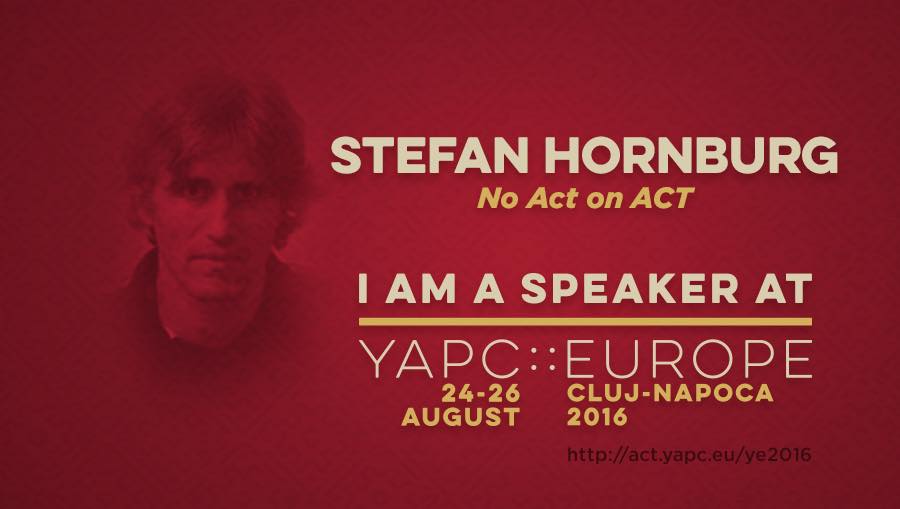 STEFAN HORNBURG
No Act on ACT
I AM A SPEAKER AT
YAPC::EUROPE
24-26 CLUJ-NAPOCA
AUGUST 2016
http://act.yapc.eu/ye2016